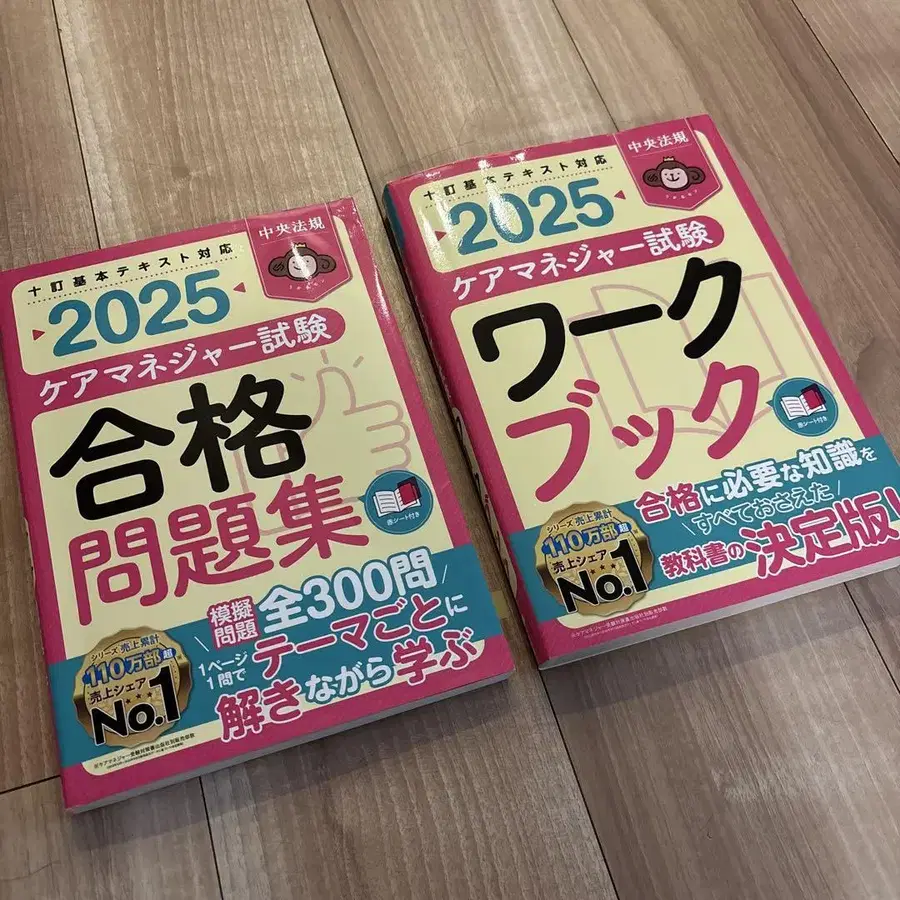 中央法規
十訂基本テキスト対応
2025
ケアマネジャー試験
合格
問題集
赤シート付き
模擬問題
全300問
1ページ
1問で
テーマごとに
解きながら学ぶ
シリーズ売上累計
110万部超
売上シェア
No.1
中央法規
十訂基本テキスト対応
2025
ケアマネジャー試験
ワーク
ブック
赤シート付き
合格に必要な知識を
すべておさえた
教科書の決定版!
シリーズ売上累計
110万部超
売上シェア
No.1